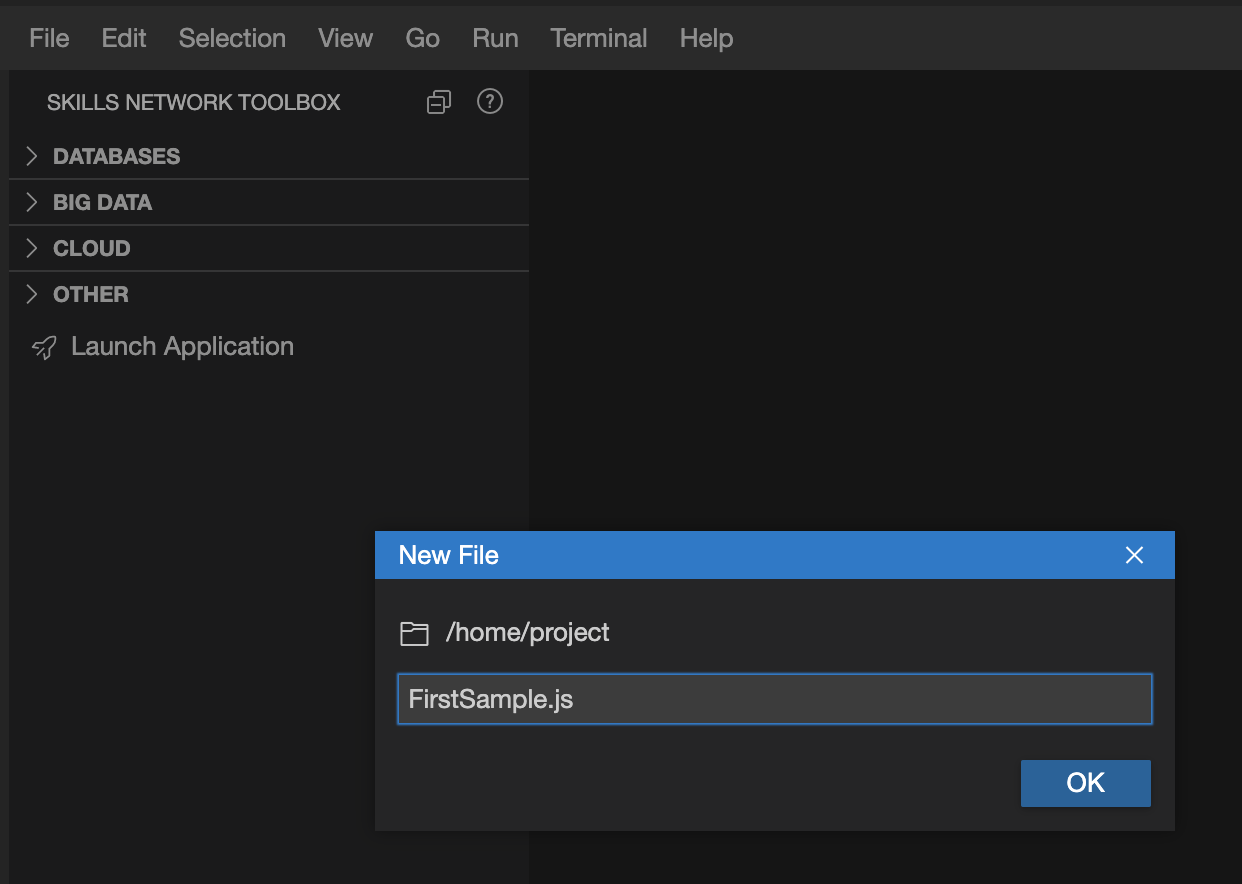 File Edit Selection View Go Run Terminal Help
SKILLS NETWORK TOOLBOX ?
DATABASES
BIG DATA
CLOUD
OTHER
Launch Application
New File
/home/project
FirstSample.js
OK